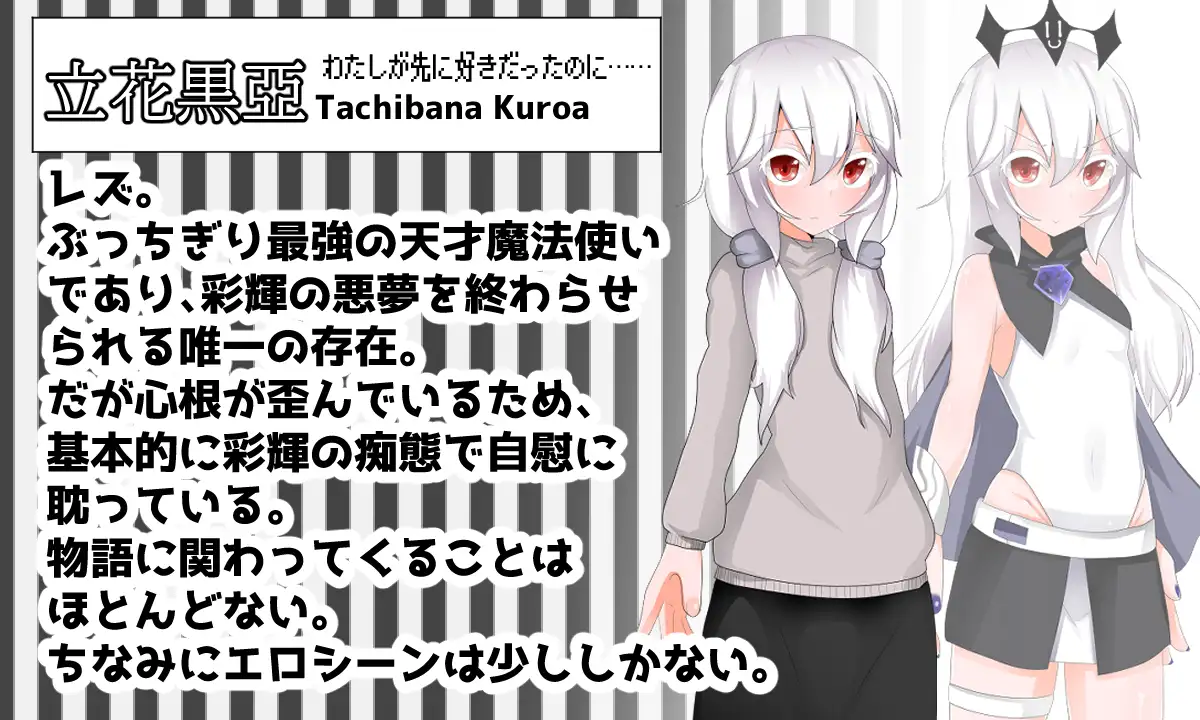 立花黒亞
わたしが先に好きだったのに……
Tachibana Kuroa
レズ。
ぶっちぎり最強の天才魔法使い
であり、彩輝の悪夢を終わらせ
られる唯一の存在。
だが心根が歪んでいるため、
基本的に彩輝の痴態で自慰に
耽っている。
物語に関わってくることは
ほとんどない。
ちなみにエロシーンは少ししかない。